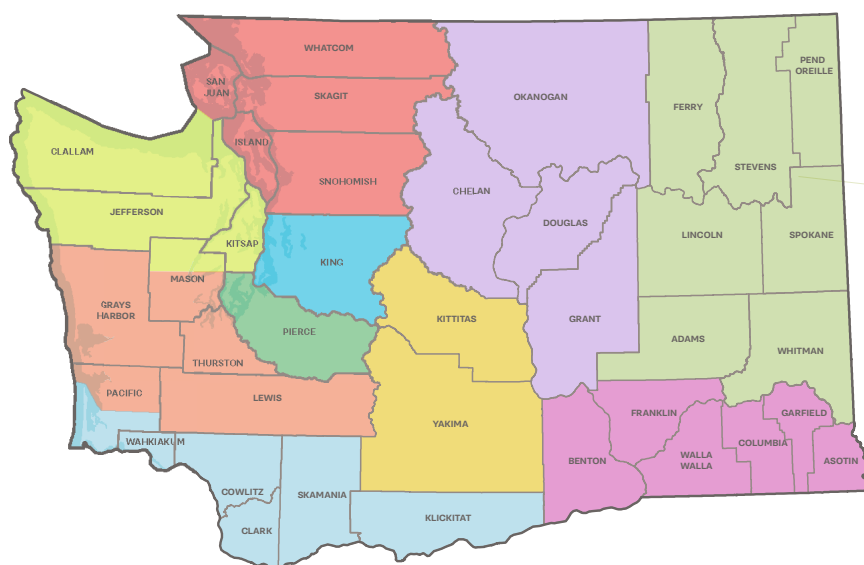 WHATCOM
SAN
JUAN
SKAGIT
ISLAND
SNOHOMISH
CLALLAM
JEFFERSON
KITSAP
KING
MASON
GRAYS
HARBOR
PIERCE
THURSTON
PACIFIC
LEWIS
WAHKIAKUM
COWLITZ
CLARK
SKAMANIA
KLICKITAT
YAKIMA
KITTITAS
OKANOGAN
CHELAN
DOUGLAS
GRANT
FERRY
STEVENS
PEND
OREILLE
LINCOLN
SPOKANE
ADAMS
WHITMAN
FRANKLIN
BENTON
WALLA
WALLA
COLUMBIA
GARFIELD
ASOTIN